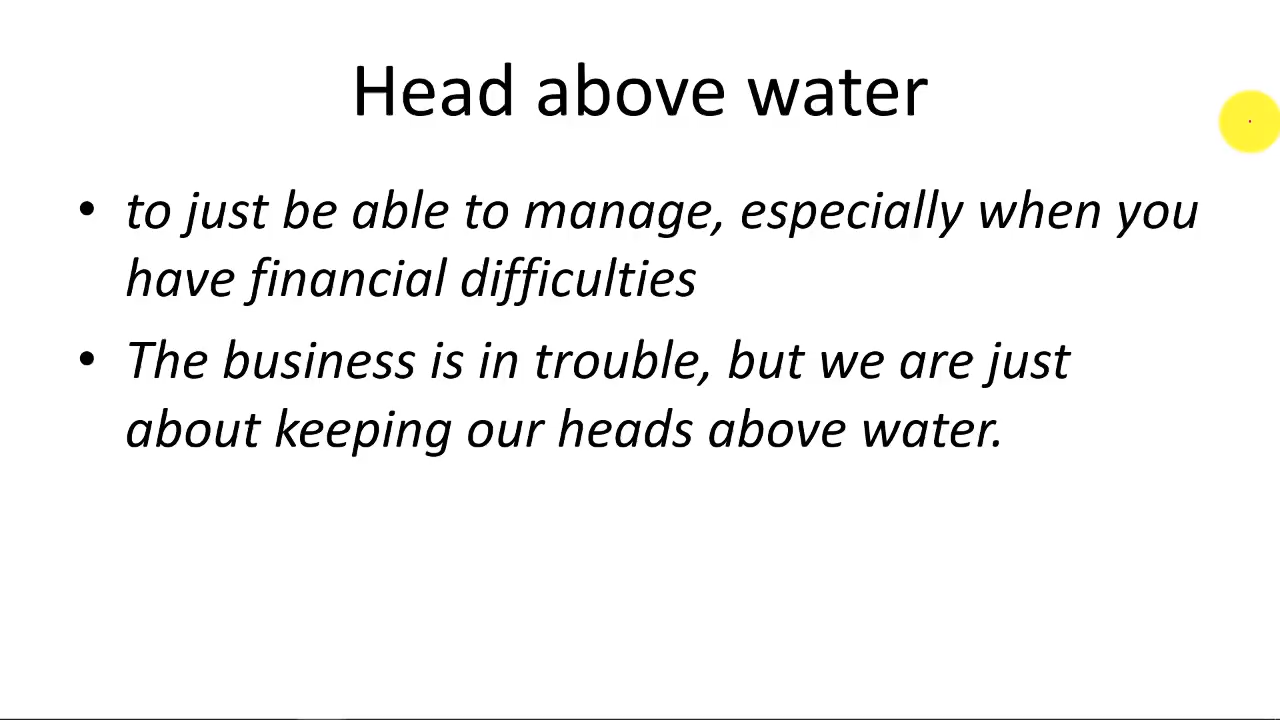 Head above water
• to just be able to manage, especially when you
have financial difficulties
• The business is in trouble, but we are just
about keeping our heads above water.